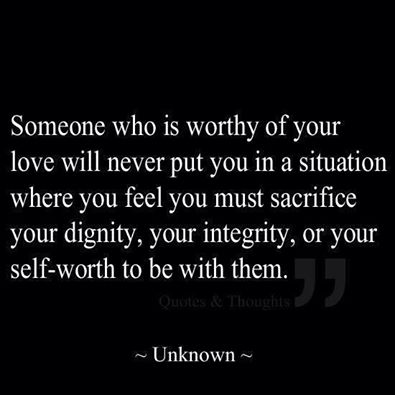 Someone who is worthy of your
love will never put you in a situation
where you feel you must sacrifice
your dignity, your integrity, or your
self-worth to be with them.
Quotes & Thoughts ”
~ Unknown ~